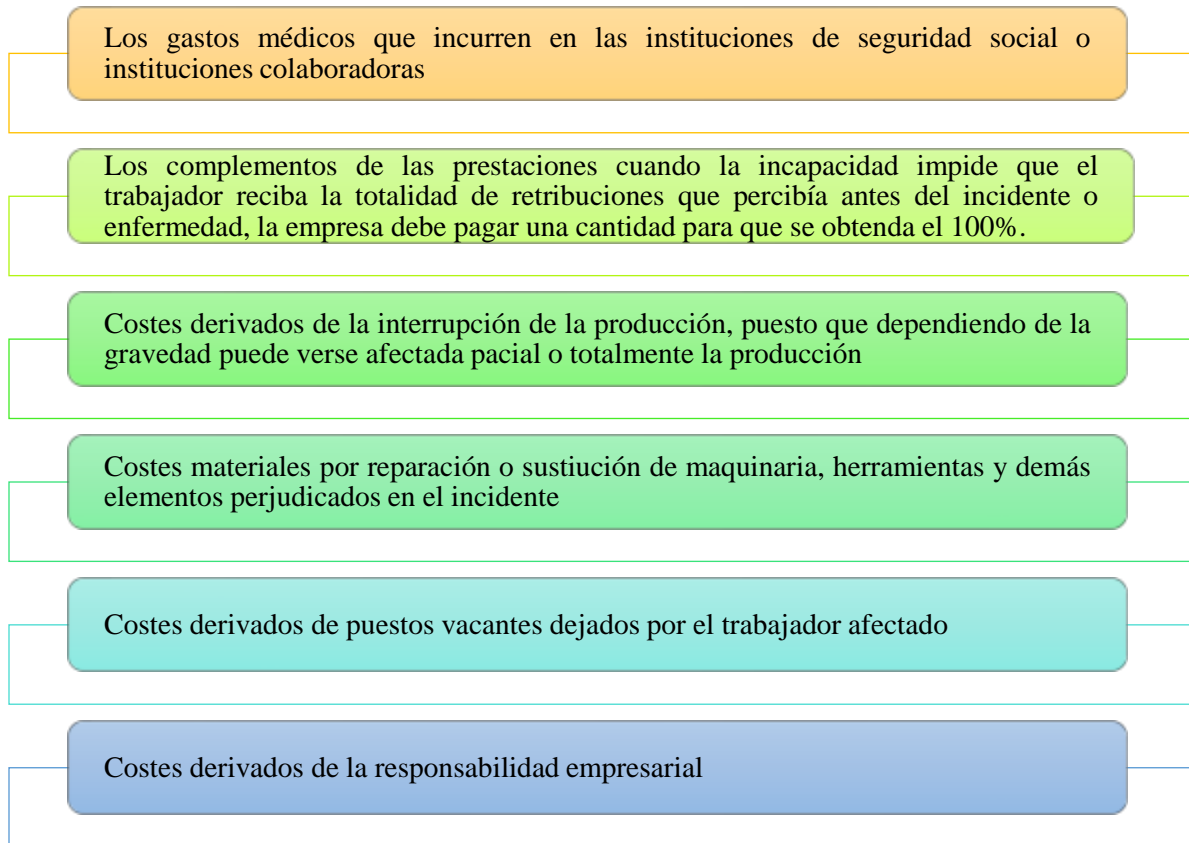 Los gastos médicos que incurren en las instituciones de seguridad social o
instituciones colaboradoras
Los complementos de las prestaciones cuando la incapacidad impide que el
trabajador reciba la totalidad de retribuciones que percibía antes del incidente o
enfermedad, la empresa debe pagar una cantidad para que se obtenda el 100%.
Costes derivados de la interrupción de la producción, puesto que dependiendo de la
gravedad puede verse afectada pacial o totalmente la producción
Costes materiales por reparación o sustiución de maquinaria, herramientas y demás
elementos perjudicados en el incidente
Costes derivados de puestos vacantes dejados por el trabajador afectado
Costes derivados de la responsabilidad empresarial